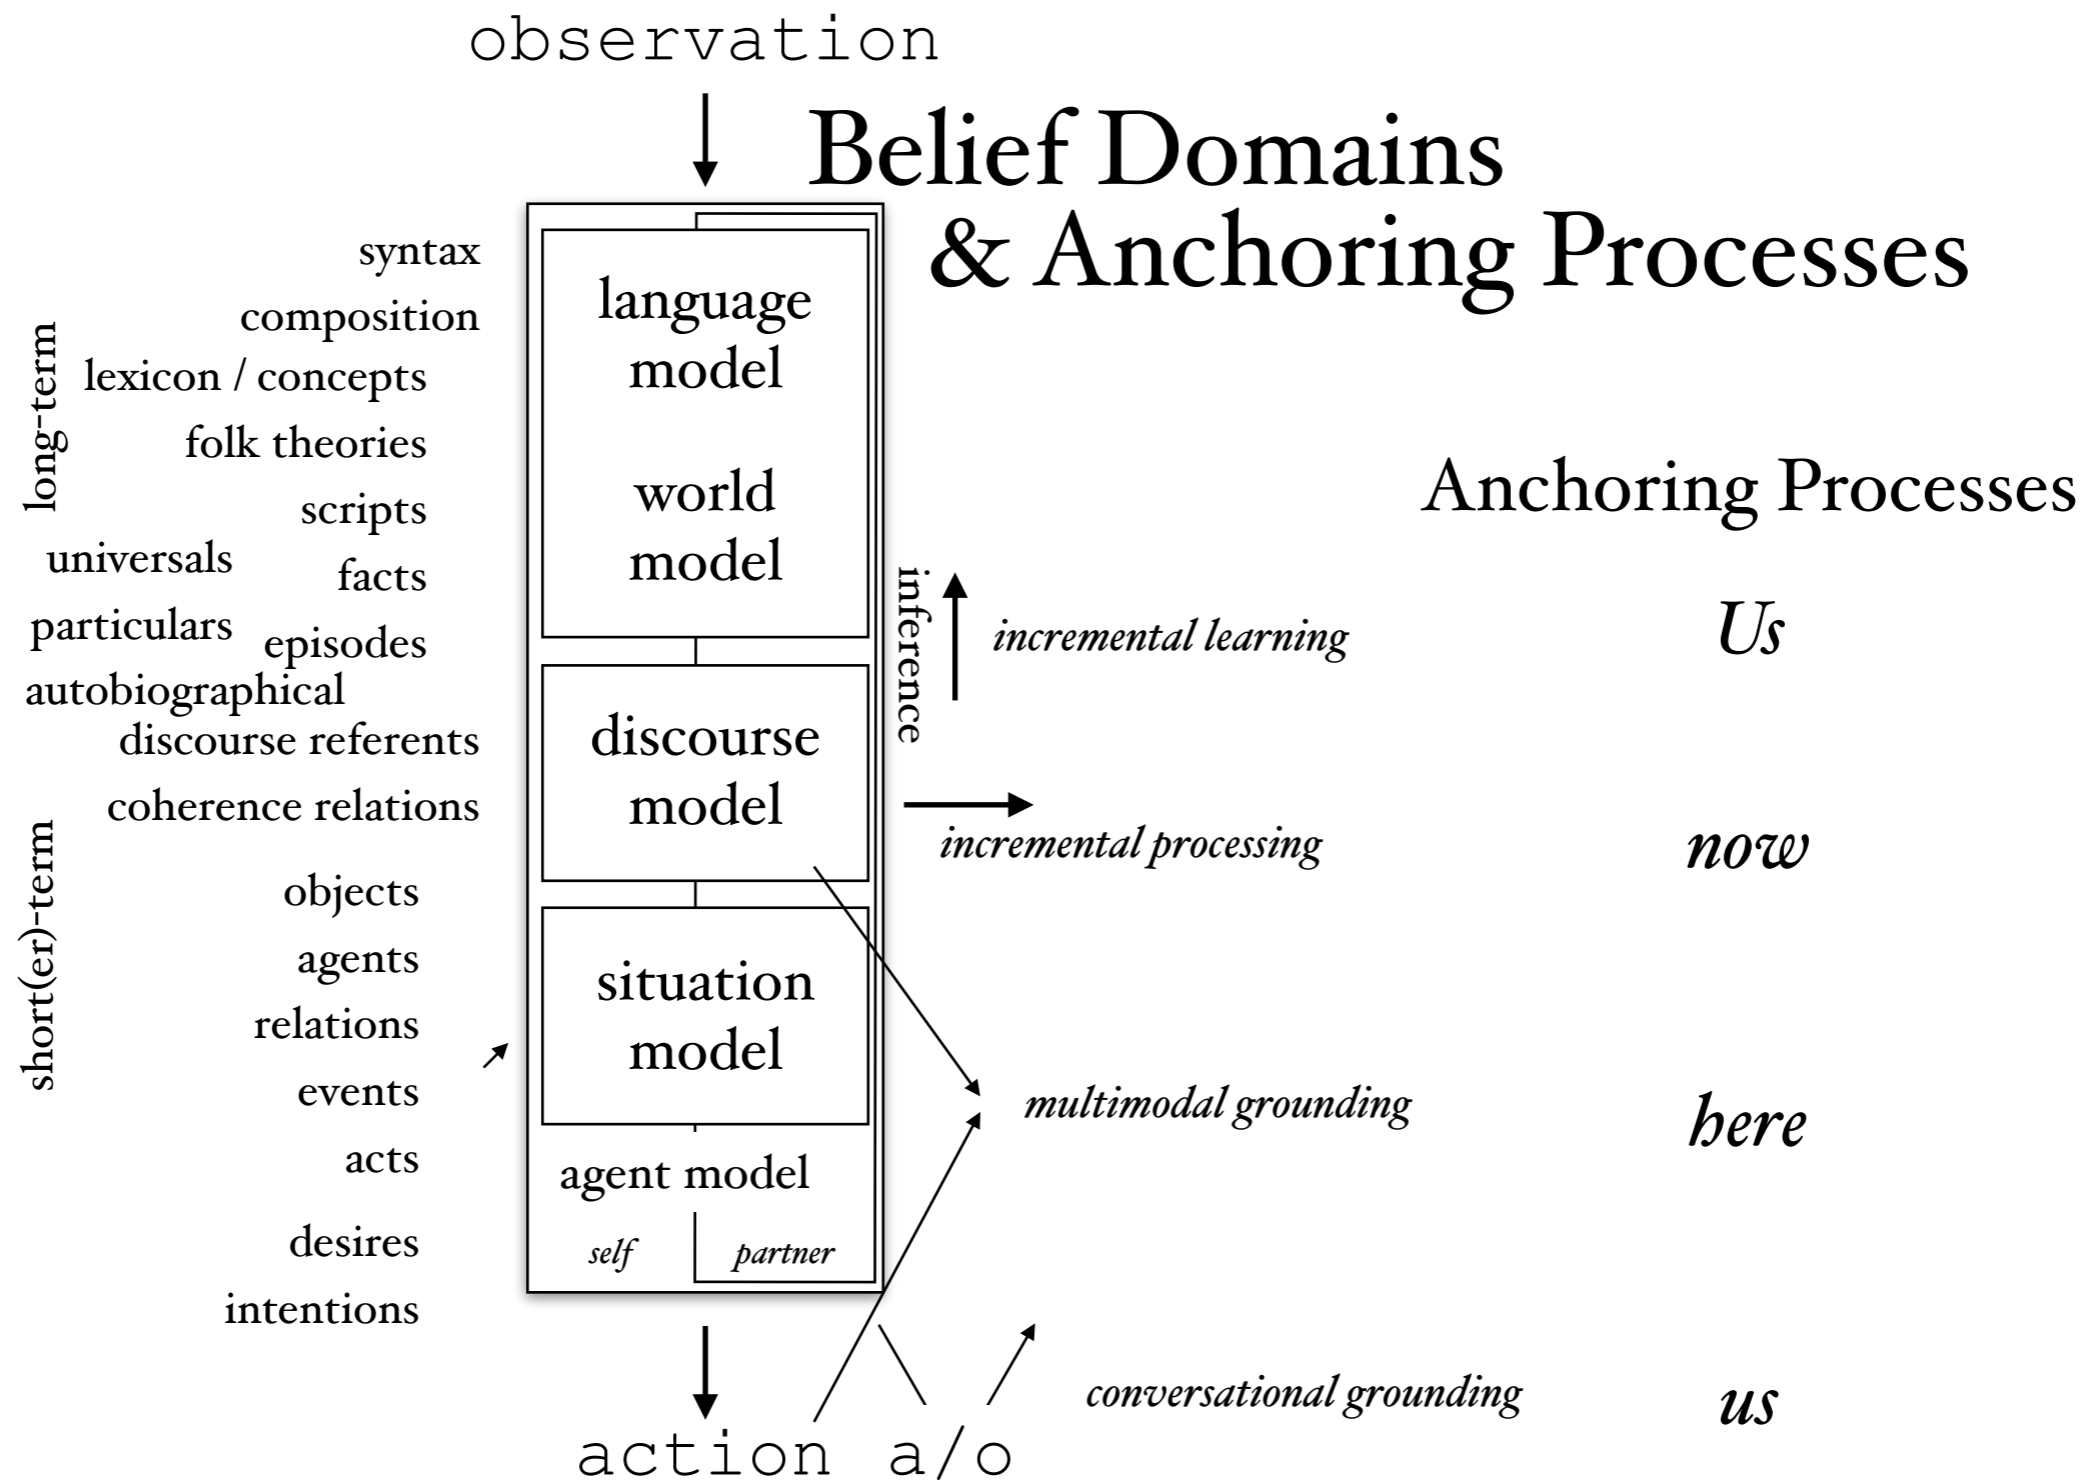 observation
Belief Domains
& Anchoring Processes
long-term
syntax
composition
lexicon / concepts
folk theories
scripts
universals
facts
particulars
episodes
autobiographical
discourse referents
coherence relations
short(er)-term
objects
agents
relations
events
acts
desires
intentions
language
model
world
model
discourse
model
situation
model
agent model
self
partner
inference
Anchoring Processes
incremental learning
Us
incremental processing
now
multimodal grounding
here
conversational grounding
us
action
a/o